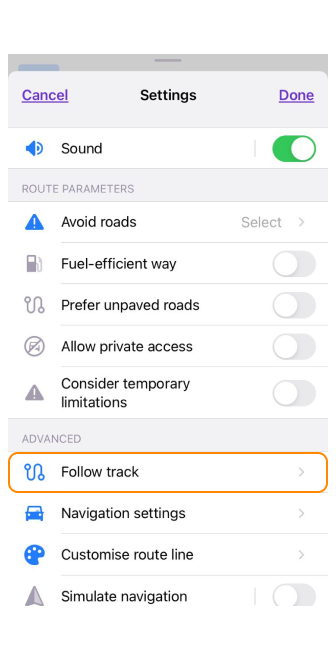 Cancel Settings Done
Sound
ROUTE PARAMETERS
Avoid roads Select
Fuel-efficient way
Prefer unpaved roads
Allow private access
Consider temporary
limitations
ADVANCED
Follow track
Navigation settings
Customise route line
Simulate navigation